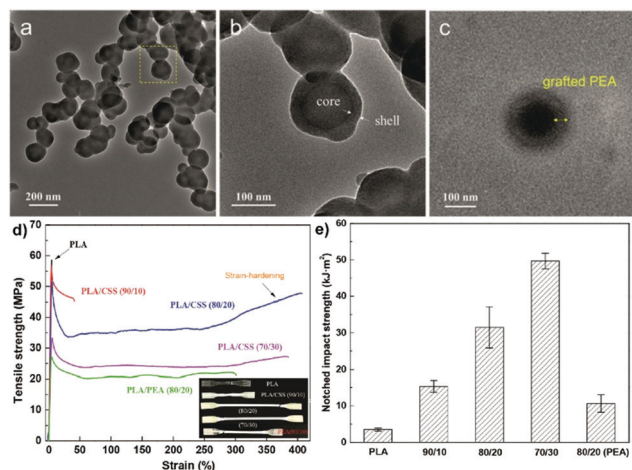 a
200 nm
b
core
shell
100 nm
c
grafted PEA
100 nm
d)
Tensile strength (MPa)
70
60
50
40
30
20
10
0
PLA
PLA/CSS (90/10)
Strain-hardening
PLA/CSS (80/20)
PLA/CSS (70/30)
PLA/PEA (80/20)
PLA
PLA/CSS (90/10)
(80/20)
(70/30)
0 50 100 150 200 250 300 350 400 450
Strain (%)
e)
Notched impact strength (kJ·m²)
60
50
40
30
20
10
0
PLA 90/10 80/20 70/30 80/20 (PEA)